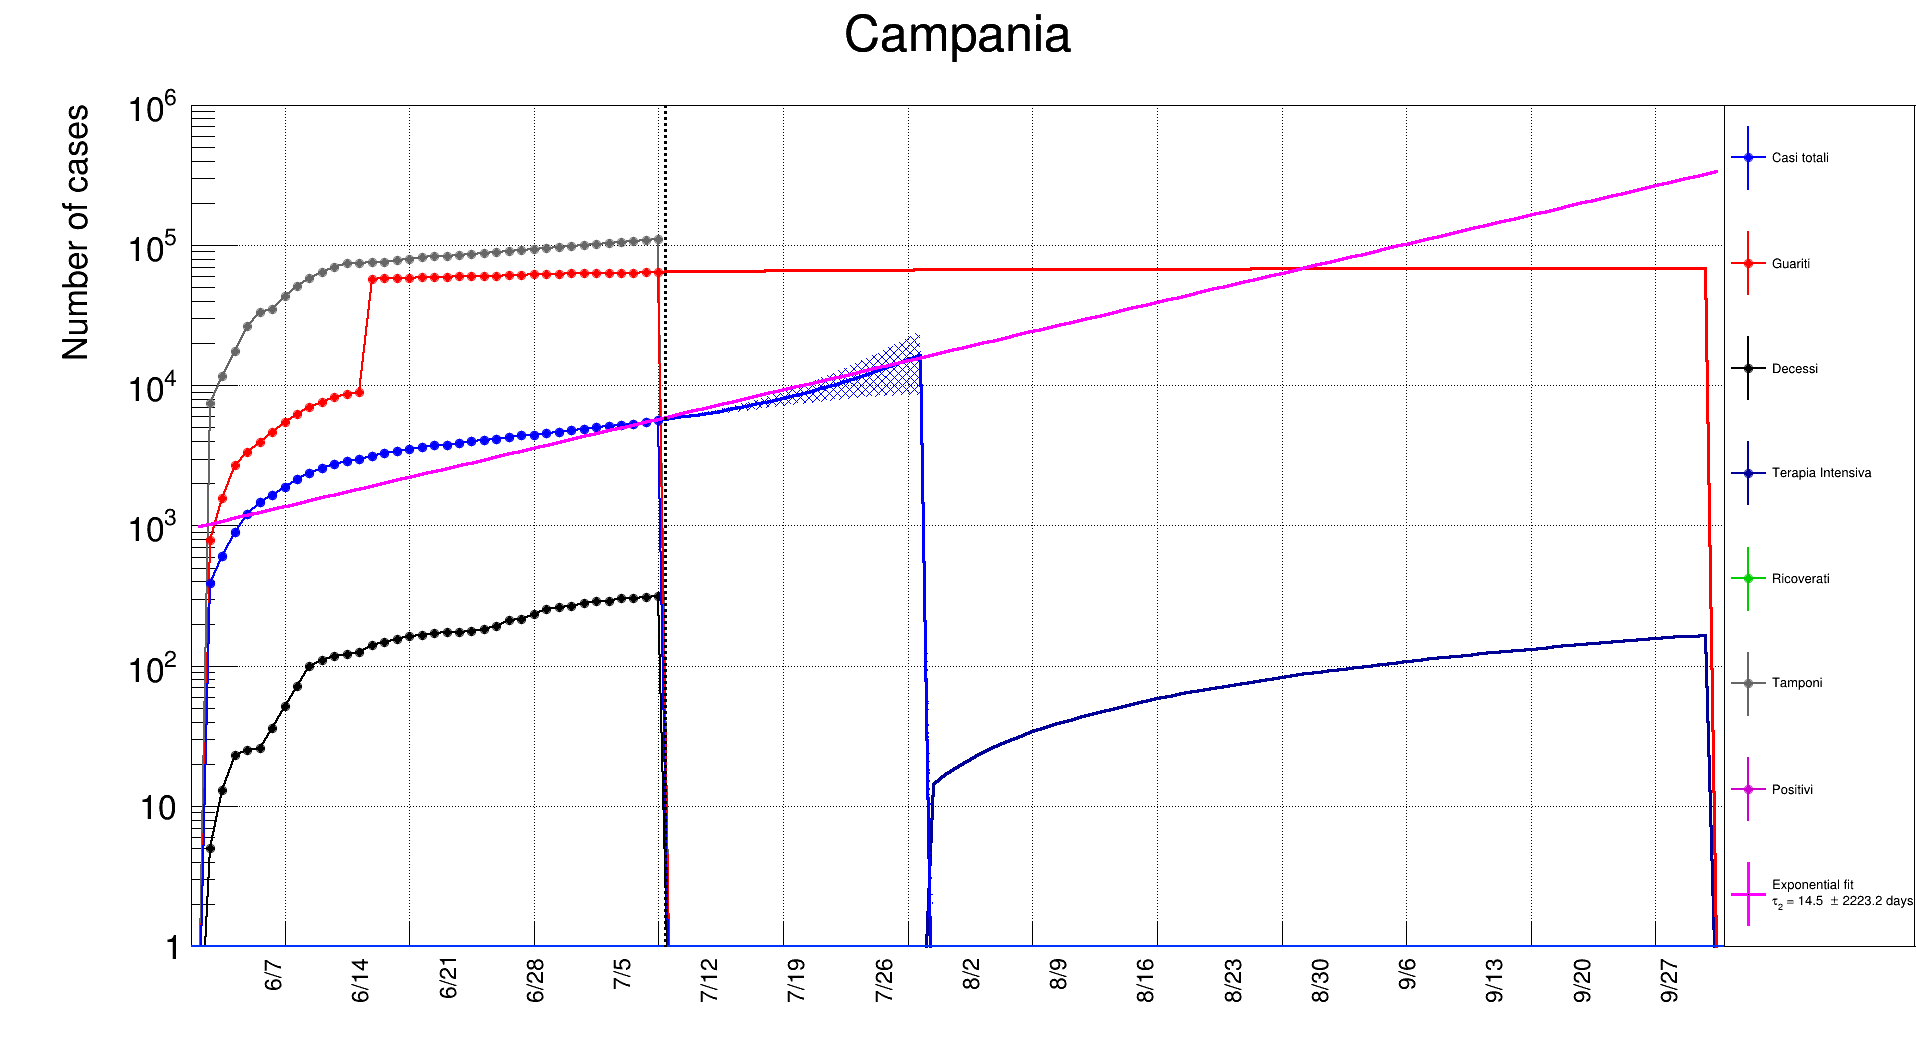 Campania
Number of cases
10^6
10^5
10^4
10^3
10^2
10
1
6/7
6/14
6/21
6/28
7/5
7/12
7/19
7/26
8/2
8/9
8/16
8/23
8/30
9/6
9/13
9/20
9/27
Casi totali
Guariti
Decessi
Terapia Intensiva
Ricoverati
Tamponi
Positivi
Exponential fit
τ_2 = 14.5 ± 2223.2 days